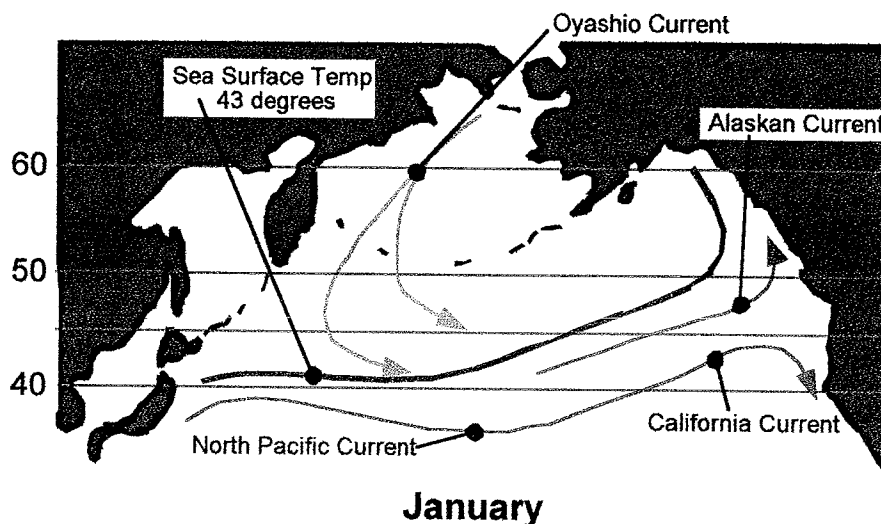 Oyashio Current
Sea Surface Temp
43 degrees
Alaskan Current
60
50
40
North Pacific Current
California Current
January